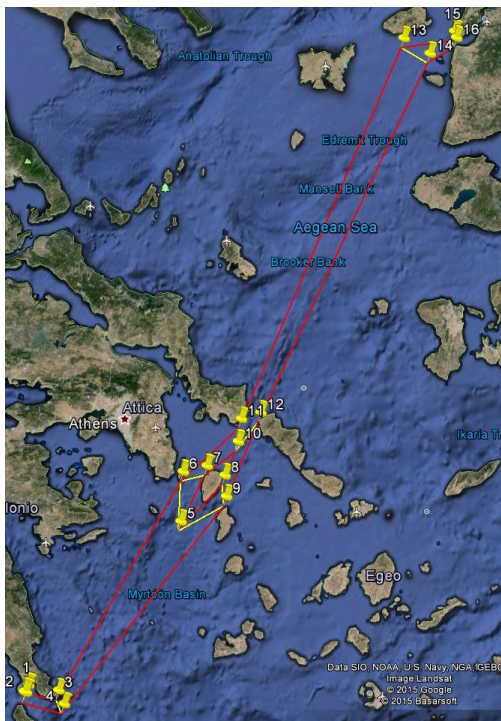 15
13
16
14
Anatolian Trough
Edremit Trough
Mansell Bank
Aegean Sea
Brooker Bank
12
11
Attica
Athens
10
Ikaria Tr
6
7
8
9
5
Ionio
Egeo
Myrtoon Basin
1
2
3
4
Data SIO, NOAA, U.S. Navy, NGA, GEBC
Image Landsat
© 2015 Google
© 2015 Basarsoft